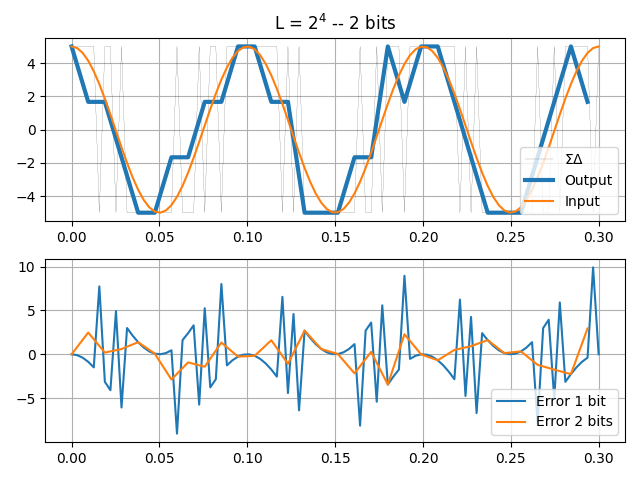 L = 2⁴ -- 2 bits
4
2
0
−2
−4
ΣΔ
Output
Input
0.00 0.05 0.10 0.15 0.20 0.25 0.30
10
5
0
−5
Error 1 bit
Error 2 bits
0.00 0.05 0.10 0.15 0.20 0.25 0.30